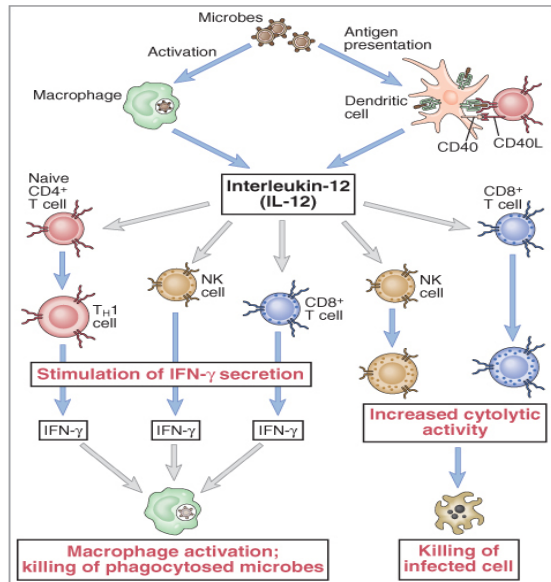 Microbes
Activation
Antigen
presentation
Macrophage
Dendritic
cell
CD40
CD40L
Naive
CD4+
T cell
Interleukin-12
(IL-12)
CD8+
T cell
NK
cell
CD8+
T cell
NK
cell
TH1
cell
Stimulation of IFN-γ secretion
IFN-γ
IFN-γ
IFN-γ
Increased cytolytic
activity
Macrophage activation;
killing of phagocytosed microbes
Killing of
infected cell